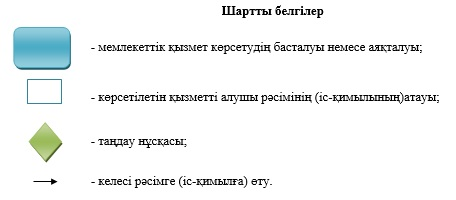 Шартты белгілер
- мемлекеттік қызмет көрсетудің басталуы немесе аяқталуы;
- көрсетілетін қызметті алушы рәсімінің (іс-қимылының)атауы;
- таңдау нұсқасы;
- келесі рәсімге (іс-қимылға) өту.